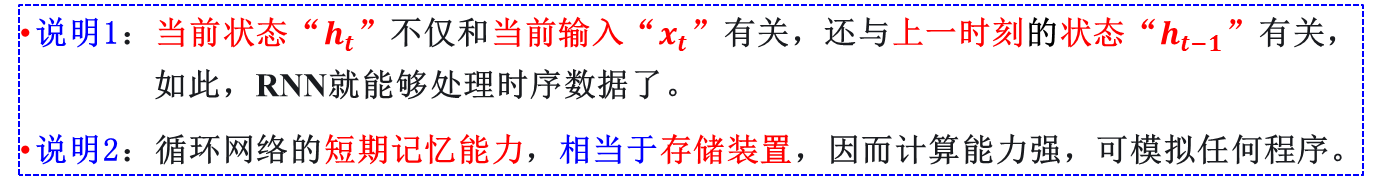 •说明1：当前状态“hₜ”不仅和当前输入“xₜ”有关，还与上一时刻的状态“hₜ₋₁”有关，
如此，RNN就能够处理时序数据了。
•说明2：循环网络的短期记忆能力，相当于存储装置，因而计算能力强，可模拟任何程序。